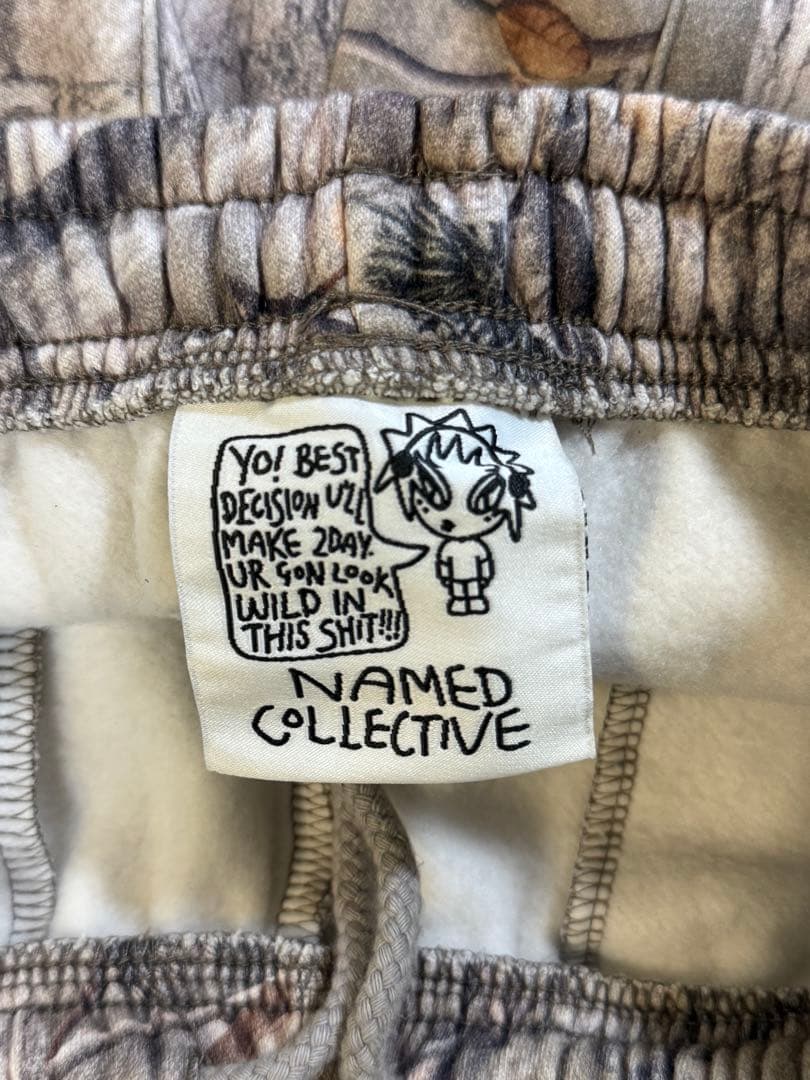 YO! BEST
DECISION U'LL
MAKE 2DAY.
UR GON LOOK
WILD IN
THIS SHIT!!!
NAMED
COLLECTIVE